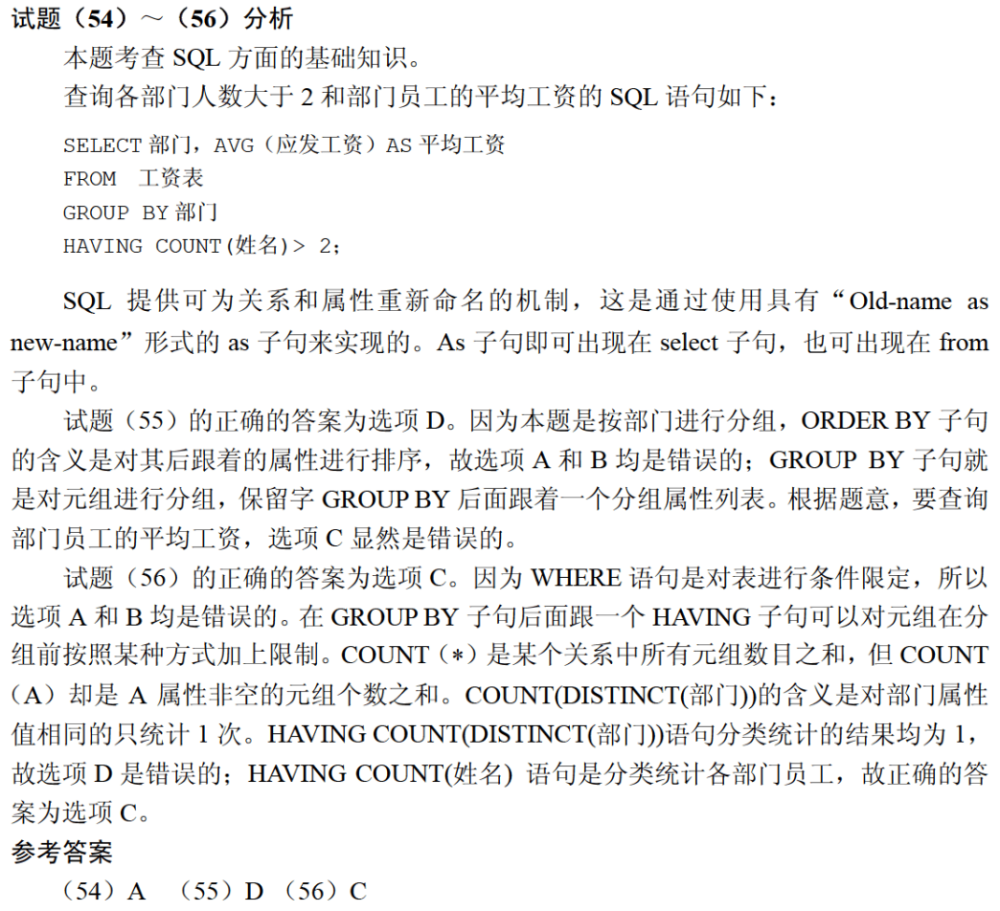 试题（54）～（56）分析
本题考查 SQL 方面的基础知识。
查询各部门人数大于 2 和部门员工的平均工资的 SQL 语句如下：
SELECT 部门，AVG（应发工资）AS 平均工资
FROM 工资表
GROUP BY 部门
HAVING COUNT(姓名)> 2;
SQL 提供可为关系和属性重新命名的机制，这是通过使用具有“Old-name as
new-name”形式的 as 子句来实现的。As 子句即可出现在 select 子句，也可出现在 from
子句中。
试题（55）的正确的答案为选项 D。因为本题是按部门进行分组，ORDER BY 子句
的含义是对其后跟着的属性进行排序，故选项 A 和 B 均是错误的；GROUP BY 子句就
是对元组进行分组，保留字 GROUP BY 后面跟着一个分组属性列表。根据题意，要查询
部门员工的平均工资，选项 C 显然是错误的。
试题（56）的正确的答案为选项 C。因为 WHERE 语句是对表进行条件限定，所以
选项 A 和 B 均是错误的。在 GROUP BY 子句后面跟一个 HAVING 子句可以对元组在分
组前按照某种方式加上限制。COUNT（*）是某个关系中所有元组数目之和，但 COUNT
（A）却是 A 属性非空的元组个数之和。COUNT(DISTINCT(部门))的含义是对部门属性
值相同的只统计 1 次。HAVING COUNT(DISTINCT(部门))语句分类统计的结果均为 1，
故选项 D 是错误的；HAVING COUNT(姓名) 语句是分类统计各部门员工，故正确的答
案为选项 C。
参考答案
（54）A （55）D （56）C